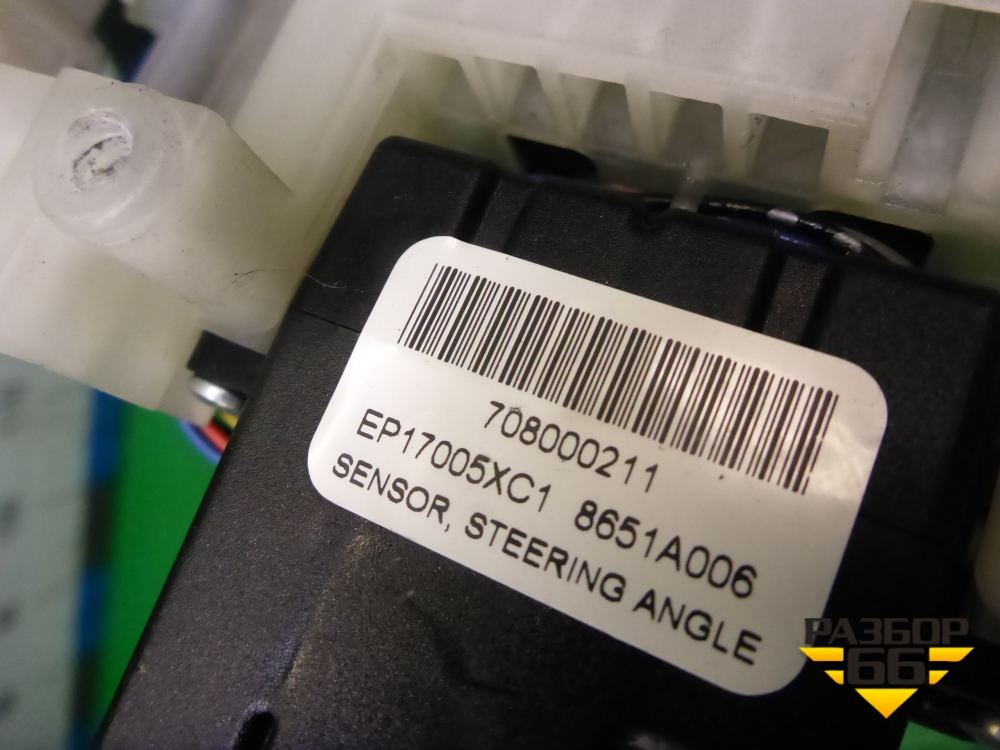 708000211
EP17005XC1 8651A006
SENSOR, STEERING ANGLE
РАЗБОР
66